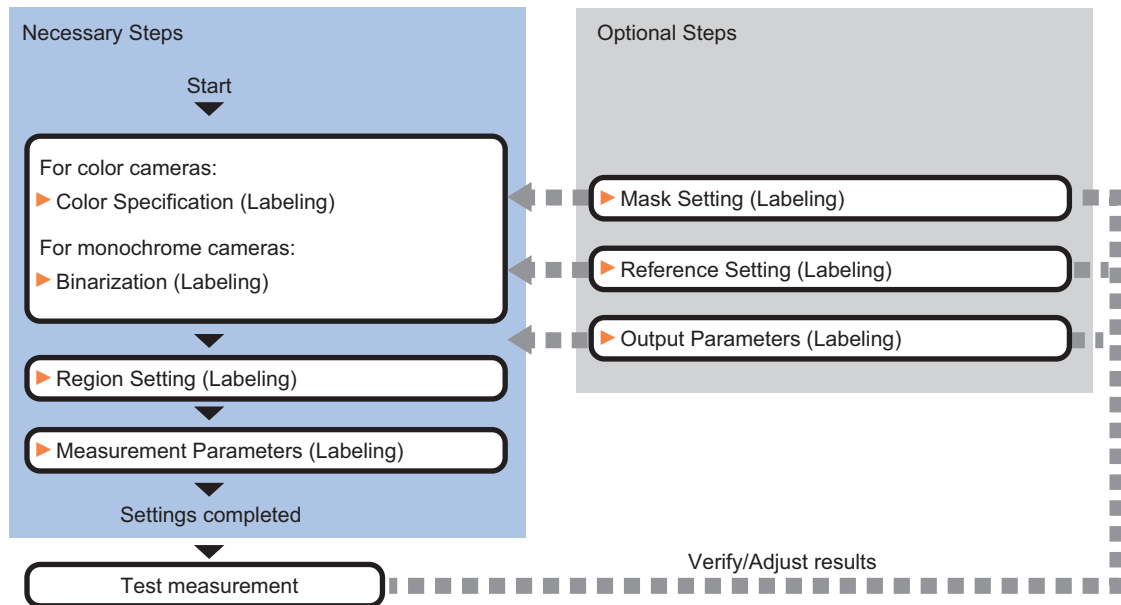 Necessary Steps
Start
For color cameras:
Color Specification (Labeling)
For monochrome cameras:
Binarization (Labeling)
Region Setting (Labeling)
Measurement Parameters (Labeling)
Settings completed
Test measurement
Optional Steps
Mask Setting (Labeling)
Reference Setting (Labeling)
Output Parameters (Labeling)
Verify/Adjust results